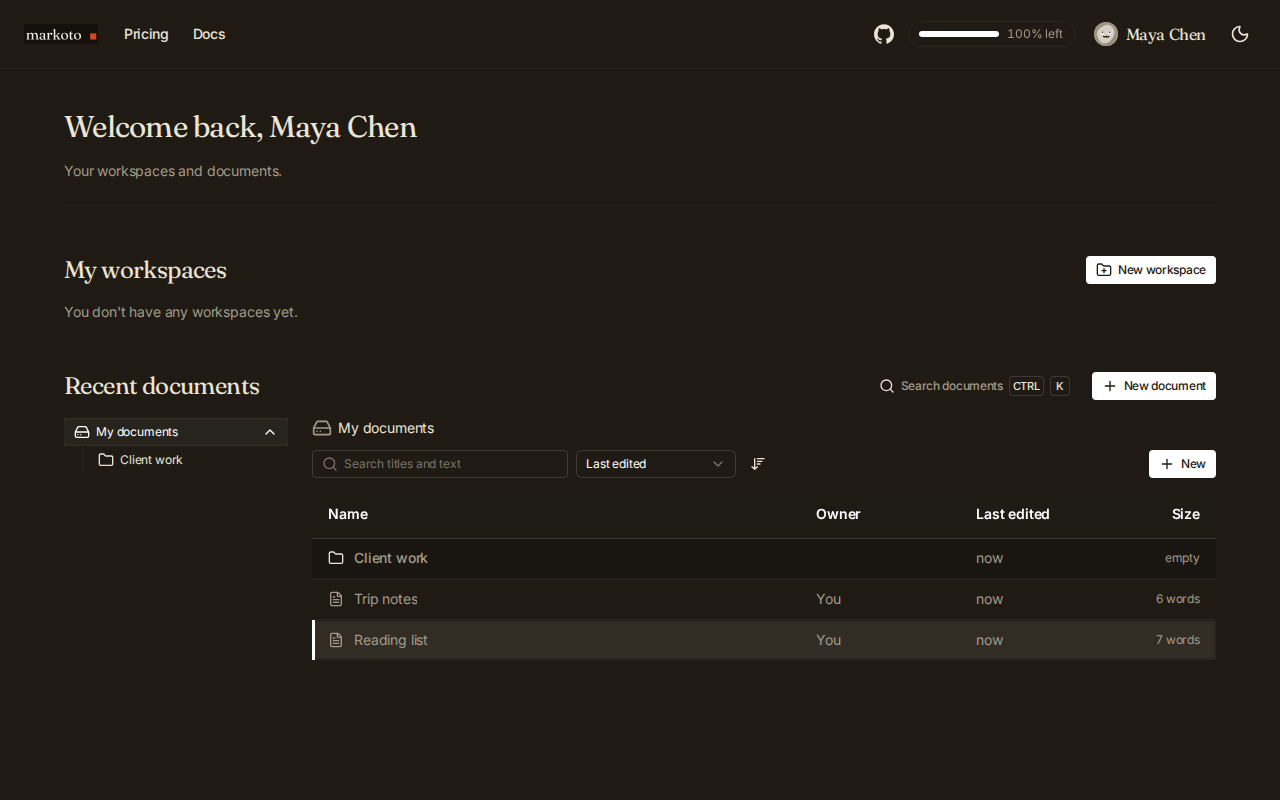 markoto Pricing Docs 100% left Maya Chen
Welcome back, Maya Chen
Your workspaces and documents.
My workspaces New workspace
You don't have any workspaces yet.
Recent documents Search documents CTRL K New document
My documents
Client work
My documents
Search titles and text Last edited New
Name Owner Last edited Size
Client work now empty
Trip notes You now 6 words
Reading list You now 7 words